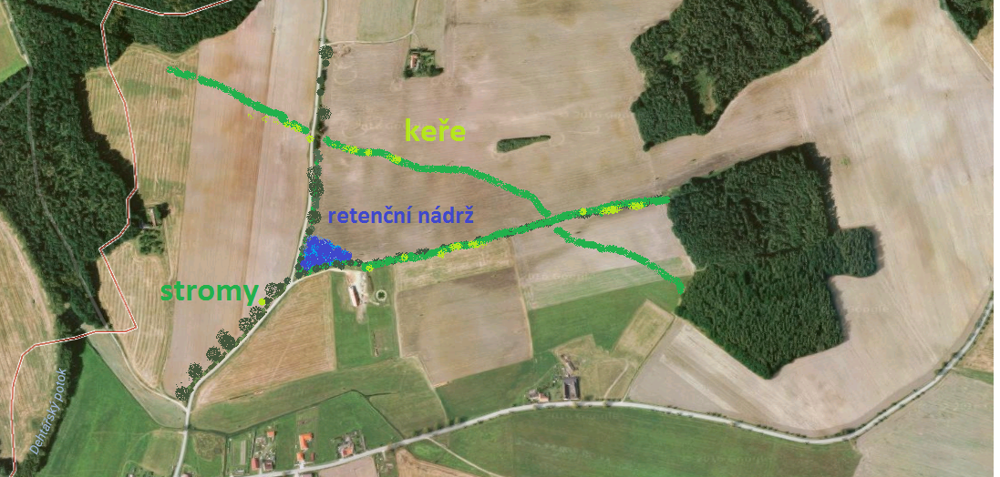 keře
retenční nádrž
stromy
Dehtářský potok